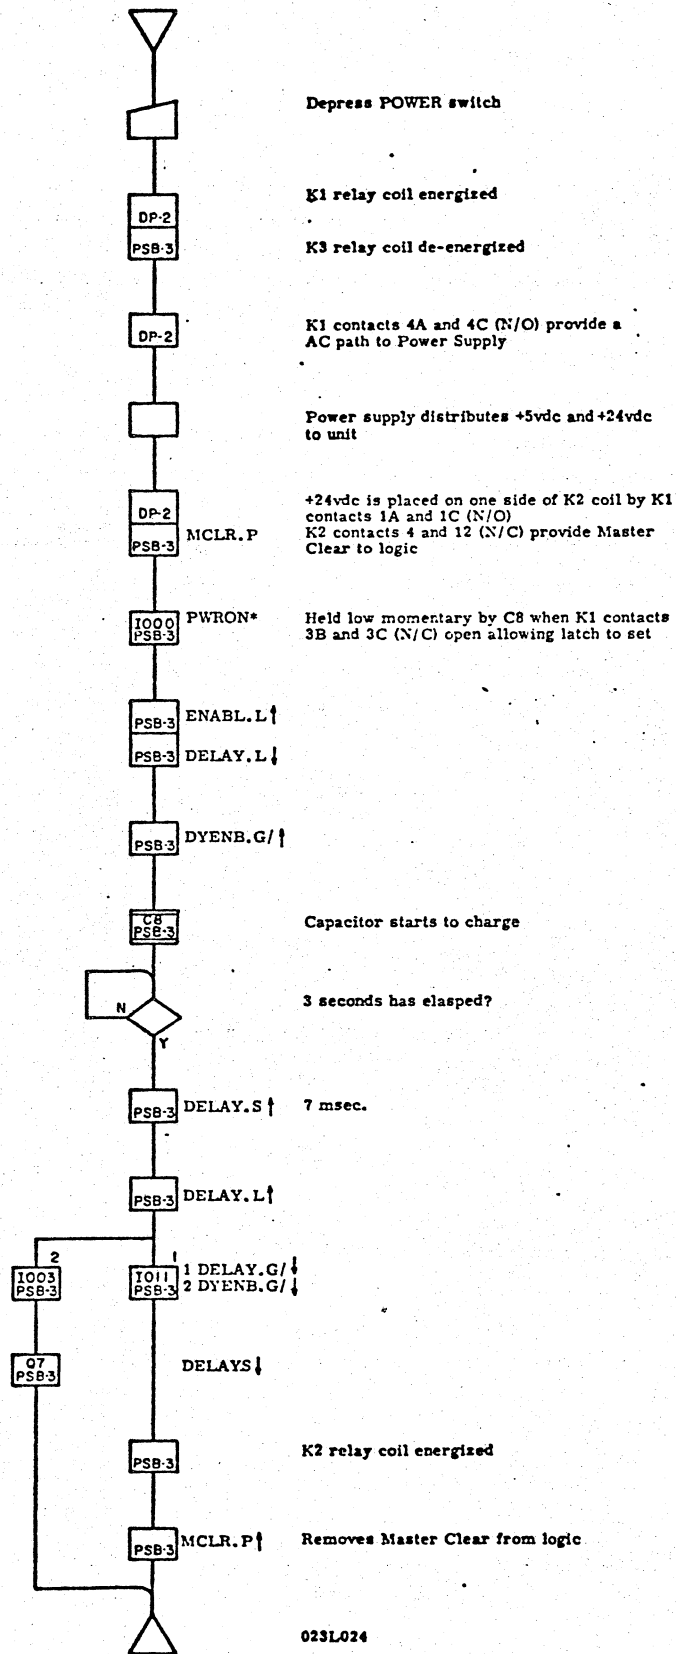 Depress POWER switch
K1 relay coil energized
DP-2
PSB-3
K3 relay coil de-energized
DP-2
K1 contacts 4A and 4C (N/O) provide a
AC path to Power Supply
Power supply distributes +5vdc and +24vdc
to unit
DP-2
PSB-3
MCLR.P
+24vdc is placed on one side of K2 coil by K1
contacts 1A and 1C (N/O)
K2 contacts 4 and 12 (N/C) provide Master
Clear to logic
I000
PSB-3
PWRON*
Held low momentary by C8 when K1 contacts
3B and 3C (N/C) open allowing latch to set
PSB-3
ENABL.L↑
PSB-3
DELAY.L↓
PSB-3
DYENB.G/↑
C8
PSB-3
Capacitor starts to charge
N
Y
3 seconds has elasped?
PSB-3
DELAY.S↑
7 msec.
PSB-3
DELAY.L↑
2
1
I003
PSB-3
I011
PSB-3
1 DELAY.G/↓
2 DYENB.G/↓
Q7
PSB-3
DELAYS↓
PSB-3
K2 relay coil energized
PSB-3
MCLR.P↑
Removes Master Clear from logic
023L024